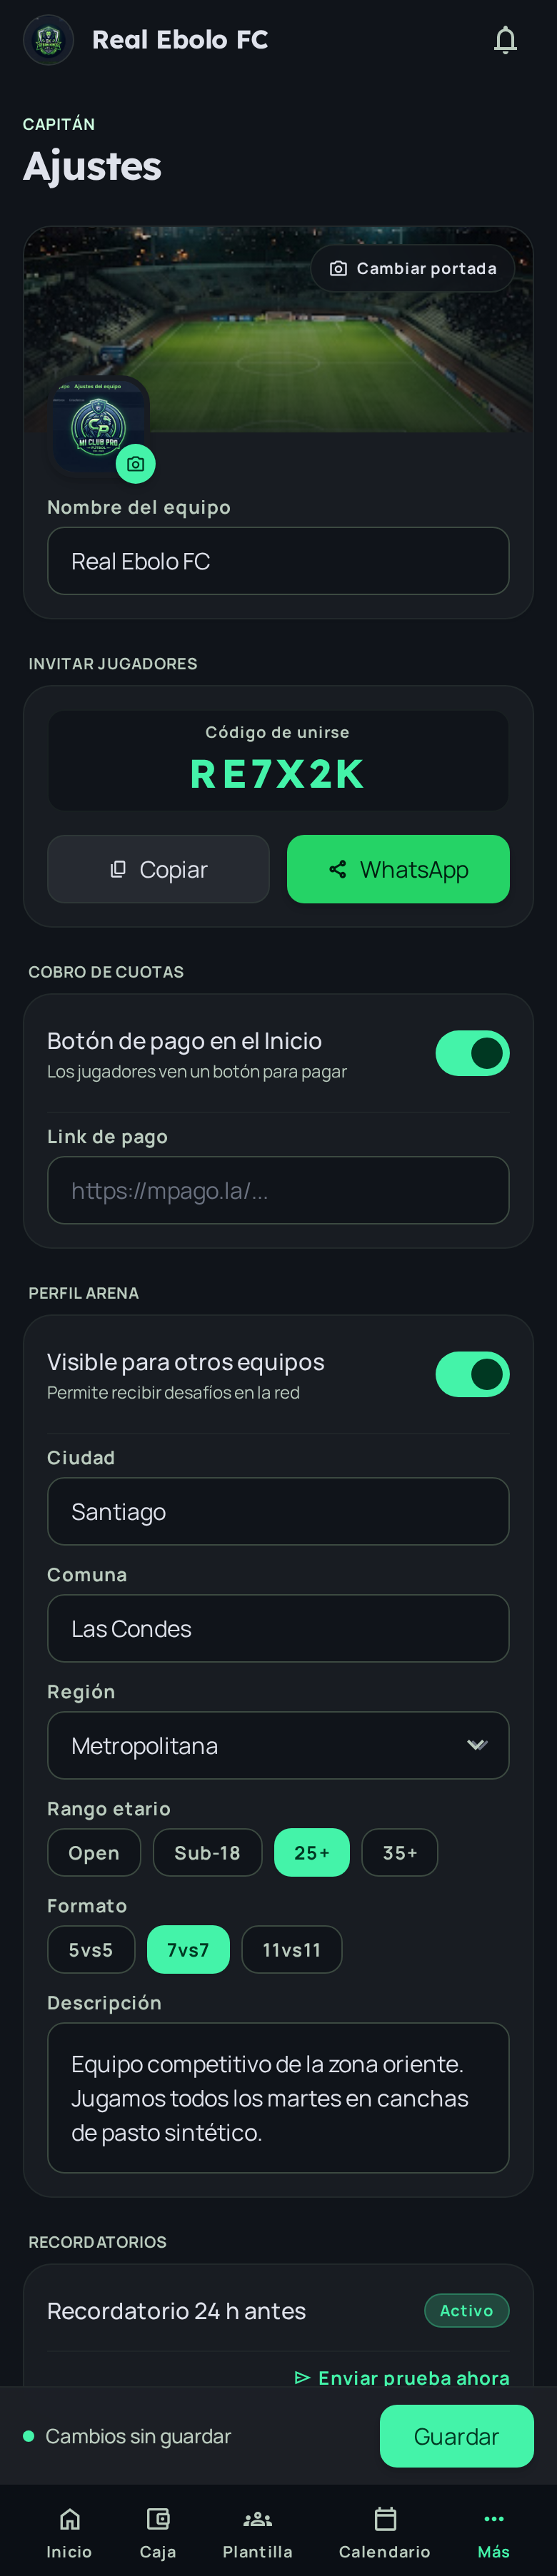 Real Ebolo FC
CAPITÁN
Ajustes
Cambiar portada
Ajustes del equipo
CP
MI CLUB PRO
Nombre del equipo
Real Ebolo FC
INVITAR JUGADORES
Código de unirse
RE7X2K
Copiar
WhatsApp
COBRO DE CUOTAS
Botón de pago en el Inicio
Los jugadores ven un botón para pagar
Link de pago
https://mpago.la/...
PERFIL ARENA
Visible para otros equipos
Permite recibir desafíos en la red
Ciudad
Santiago
Comuna
Las Condes
Región
Metropolitana
Rango etario
Open Sub-18 25+ 35+
Formato
5vs5 7vs7 11vs11
Descripción
Equipo competitivo de la zona oriente.
Jugamos todos los martes en canchas
de pasto sintético.
RECORDATORIOS
Recordatorio 24 h antes
Activo
Enviar prueba ahora
Cambios sin guardar
Guardar
Inicio Caja Plantilla Calendario Más